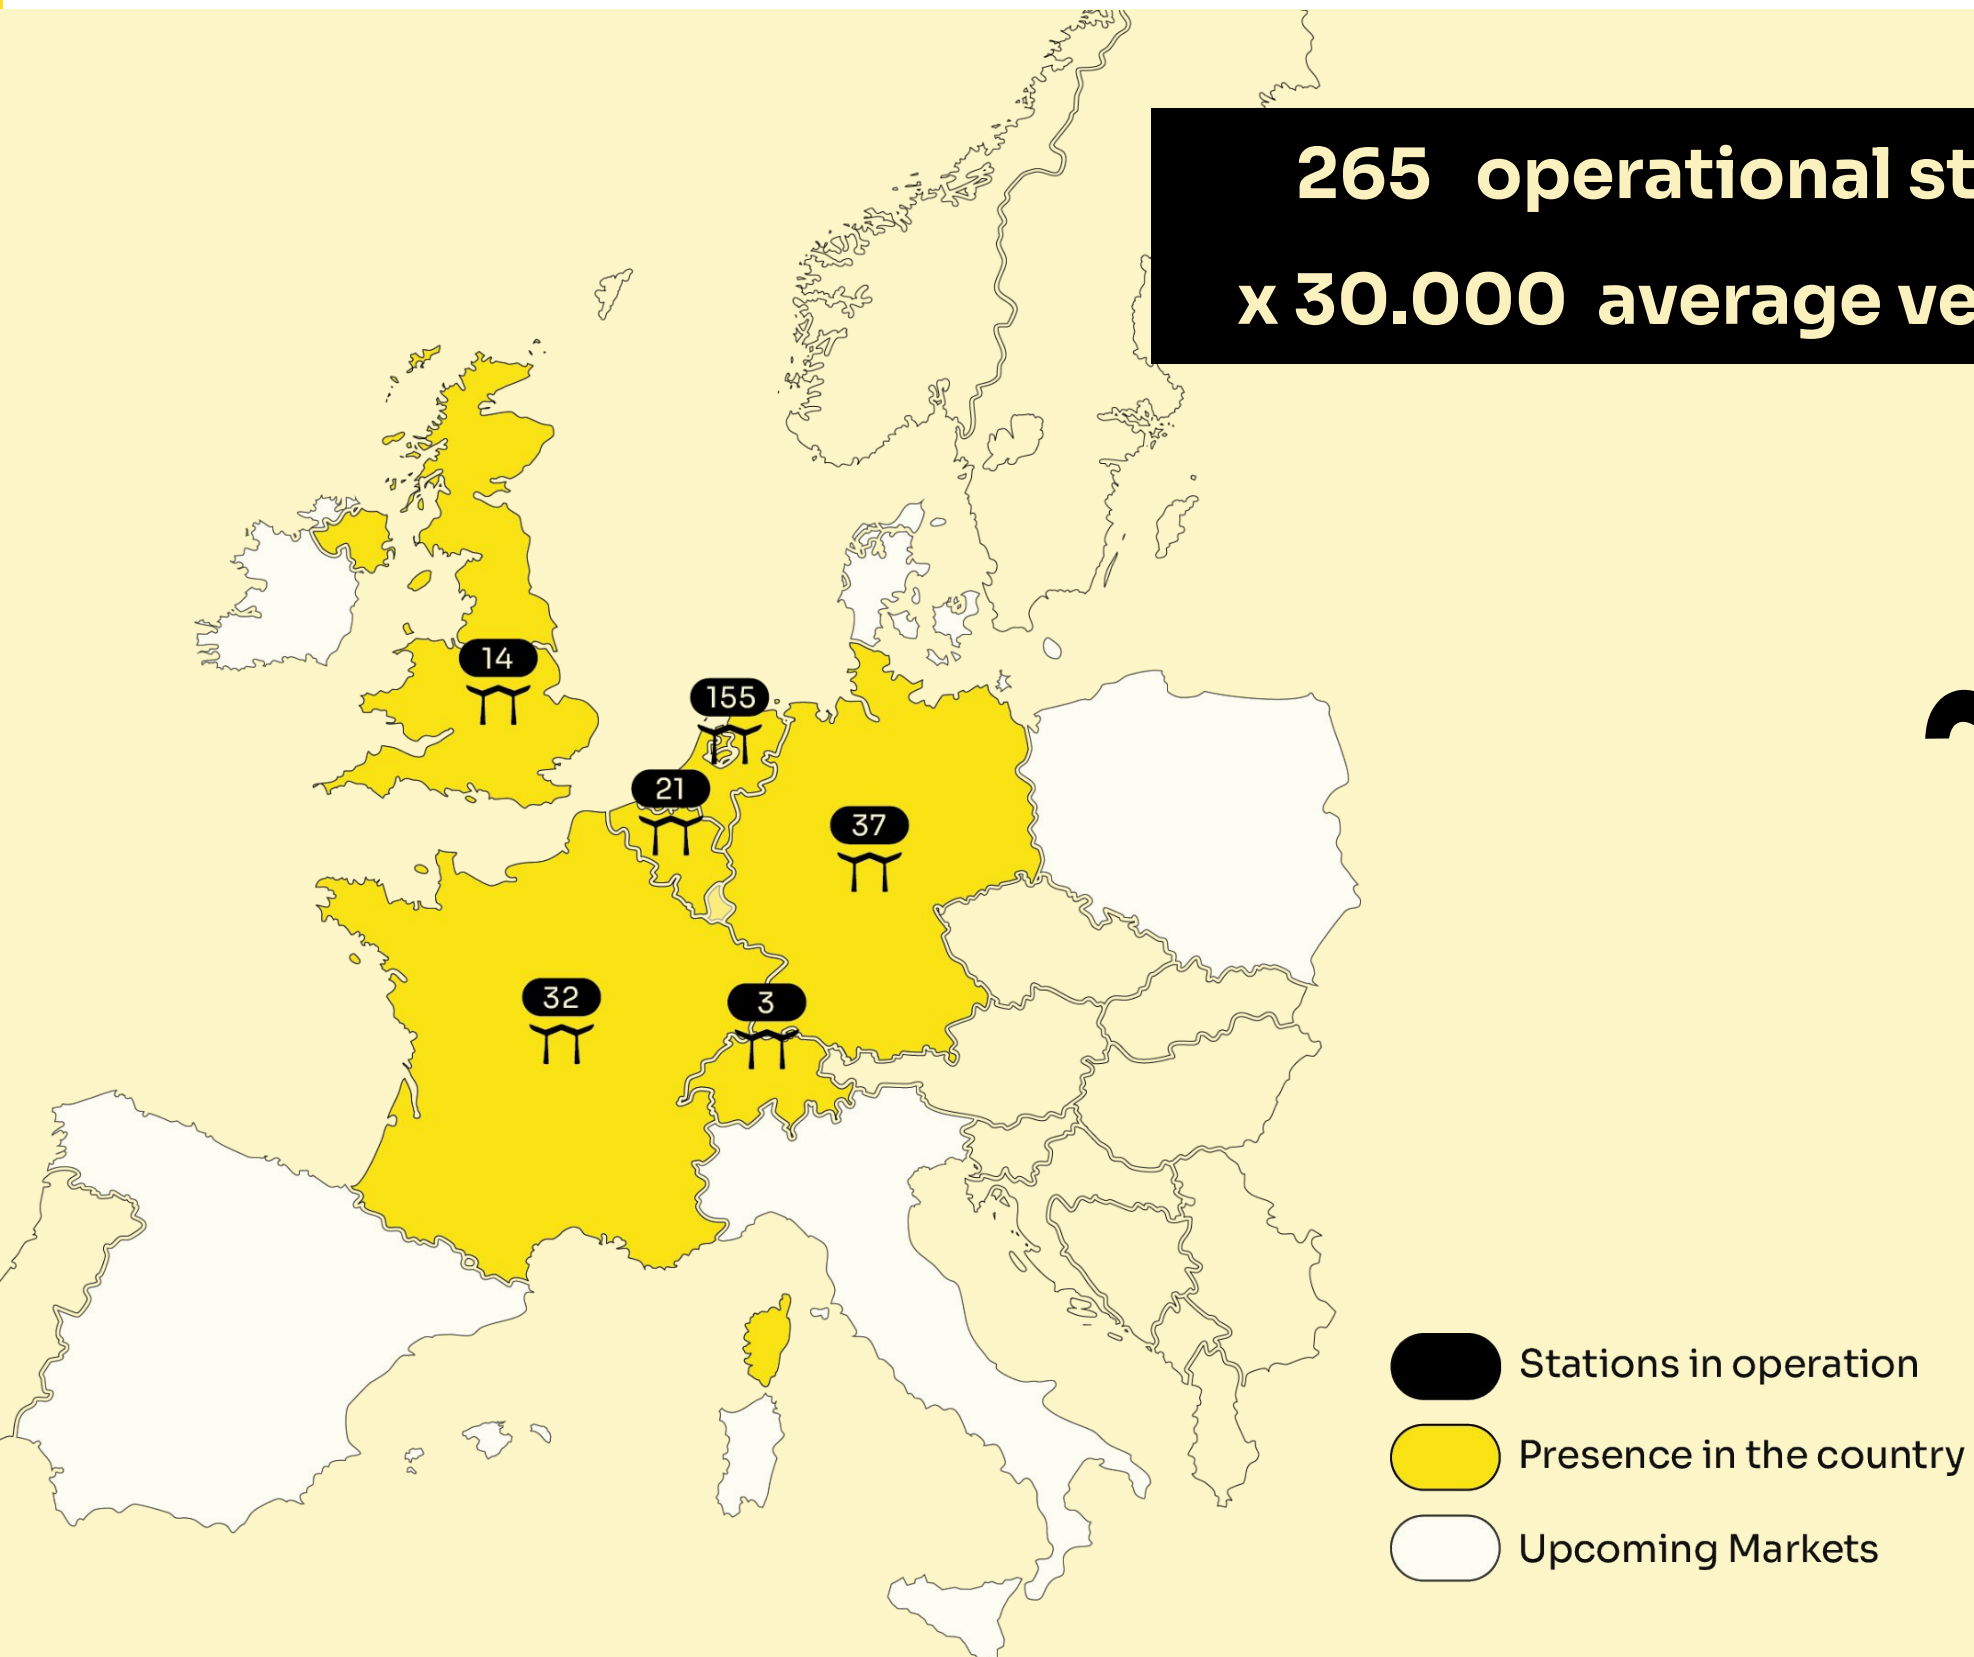 265 operational st
x 30.000 average ve
14
155
21
37
32
3
Stations in operation
Presence in the country
Upcoming Markets